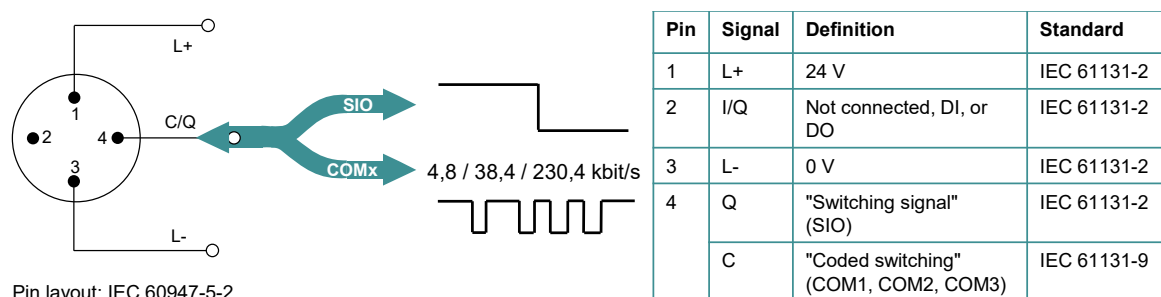 L+
1
2
4
3
C/Q
SIO
COMx
4,8 / 38,4 / 230,4 kbit/s
L-
Pin layout: IEC 60947-5-2
Pin Signal Definition Standard
1 L+ 24 V IEC 61131-2
2 I/Q Not connected, DI, or
DO IEC 61131-2
3 L- 0 V IEC 61131-2
4 Q "Switching signal"
(SIO) IEC 61131-2
C "Coded switching"
(COM1, COM2, COM3) IEC 61131-9